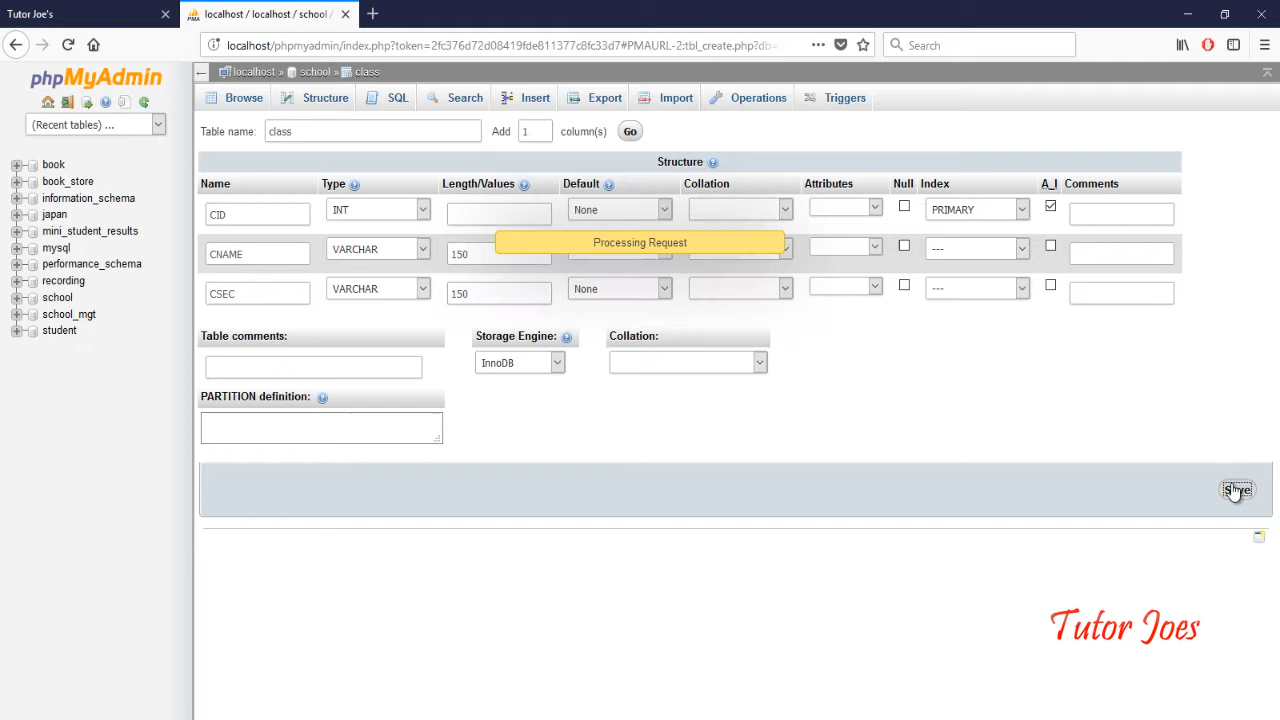 Tutor Joe's
localhost / localhost / school /
localhost/phpmyadmin/index.php?token=2fc376d72d08419fde811377c8fc33d7#PMAURL-2:tbl_create.php?db=
Search
phpMyAdmin
(Recent tables) ...
book
book_store
information_schema
japan
mini_student_results
mysql
performance_schema
recording
school
school_mgt
student
localhost » school » class
Browse Structure SQL Search Insert Export Import Operations Triggers
Table name: class Add 1 column(s) Go
Structure
Name Type Length/Values Default Collation Attributes Null Index A_I Comments
CID INT None PRIMARY
Processing Request
CNAME VARCHAR 150 ---
CSEC VARCHAR 150 None ---
Table comments: Storage Engine: Collation:
InnoDB
PARTITION definition:
Save
Tutor Joes